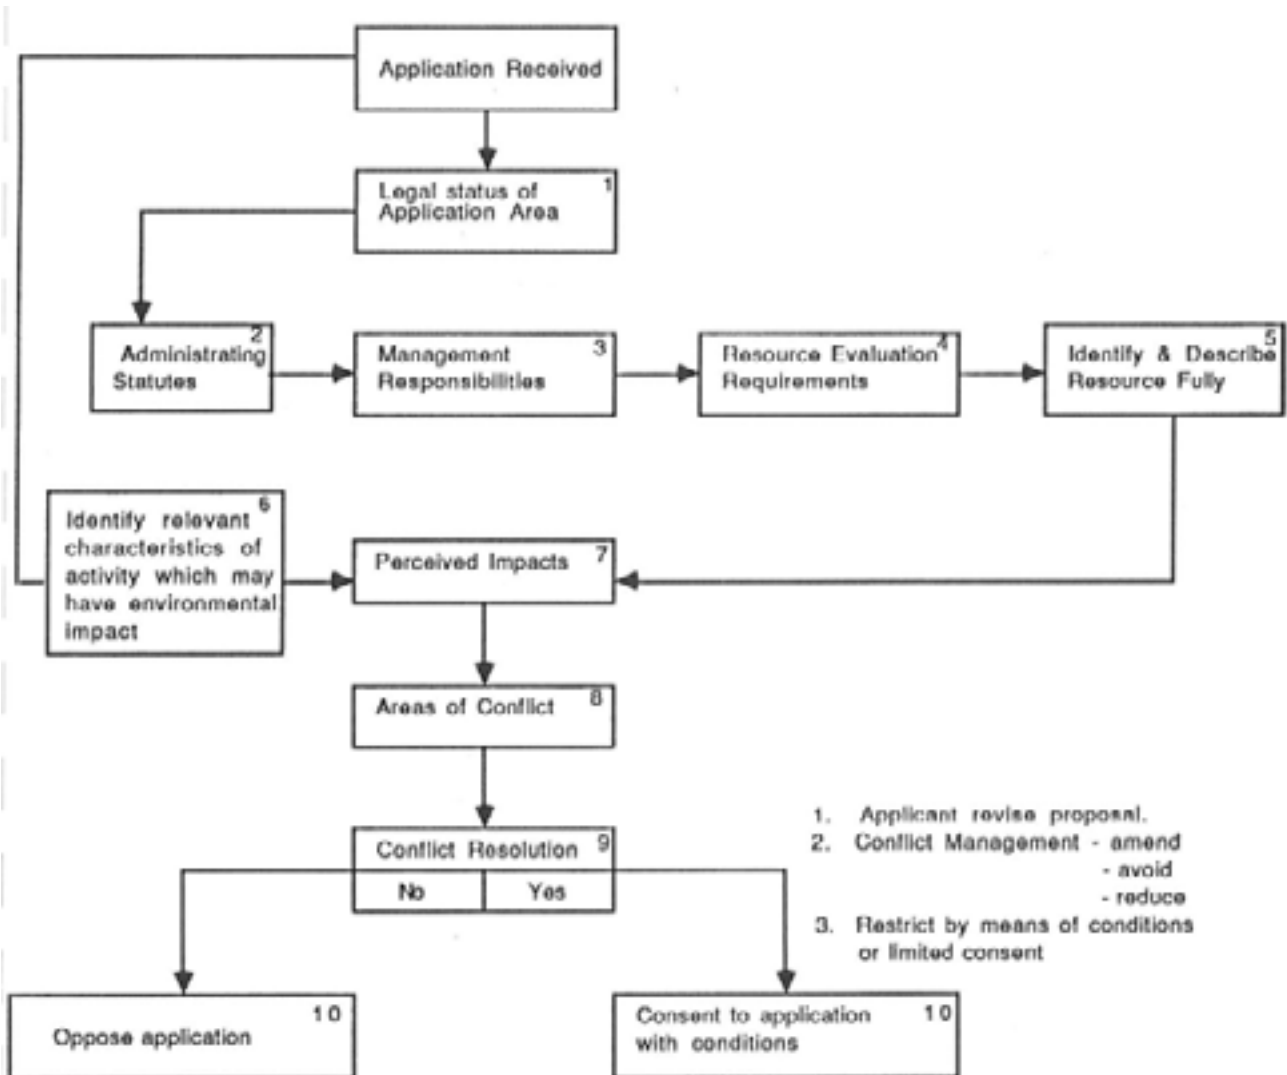 Application Received
Legal status of 1
Application Area
Administrating 2
Statutes
Management 3
Responsibilities
Resource Evaluation 4
Requirements
Identify & Describe 5
Resource Fully
Identify relevant 6
characteristics of
activity which may
have environmental
impact
Perceived Impacts 7
Areas of Conflict 8
Conflict Resolution 9
No Yes
1. Applicant revise proposal.
2. Conflict Management - amend
- avoid
- reduce
3. Restrict by means of conditions
or limited consent
Oppose application 10
Consent to application 10
with conditions